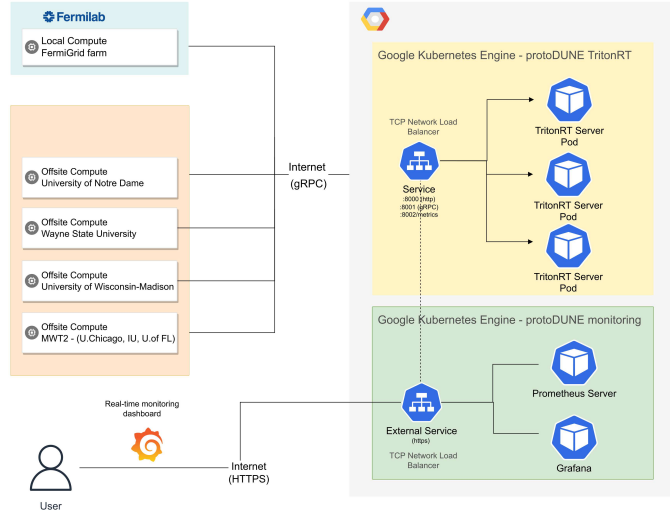 Fermilab
Local Compute
FermiGrid farm
Offsite Compute
University of Notre Dame
Offsite Compute
Wayne State University
Offsite Compute
University of Wisconsin-Madison
Offsite Compute
MWT2 - (U.Chicago, IU, U.of FL)
Internet
(gRPC)
Google Kubernetes Engine - protoDUNE TritonRT
TCP Network Load
Balancer
Service
:8000 (http)
:8001 (gRPC)
:8002/metrics
TritonRT Server
Pod
TritonRT Server
Pod
TritonRT Server
Pod
Google Kubernetes Engine - protoDUNE monitoring
External Service
(https)
TCP Network Load
Balancer
Prometheus Server
Grafana
Real-time monitoring
dashboard
Internet
(HTTPS)
User